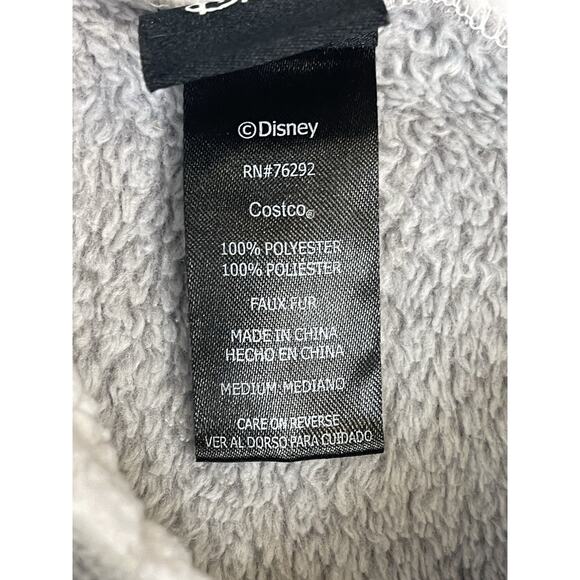 ©Disney
RN#76292
Costco®
100% POLYESTER
100% POLIÉSTER
FAUX FUR
MADE IN CHINA
HECHO EN CHINA
MEDIUM-MEDIANO
CARE ON REVERSE
VER AL DORSO PARA CUIDADO